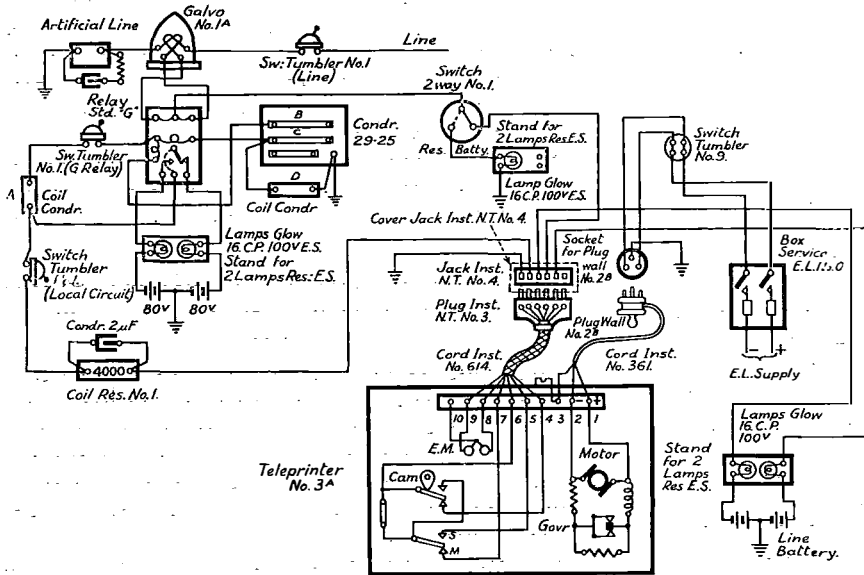 Artificial Line
Galvo
No.1A
Line
Sw: Tumbler No.1
(Line)
Switch
2 way No.1.
Relay
Std. "G"
B
C
D
Condr.
29-25
Coil Condr
Stand for
2 Lamps Res E.S.
Res.
Batty.
Lamp Glow
16 C.P. 100V E.S.
Switch
Tumbler
No.9.
Sw. Tumbler
No.1. (G Relay)
G
A
Coil
Condr.
Cover Jack Inst. N.T. No.4.
Lamps Glow
16. C.P. 100V E.S.
Stand for
2 Lamps Res: E.S.
80V
80V
Switch
Tumbler
(Local Circuit)
Jack Inst.
N.T. No.4.
Socket
for Plug
wall
No.2B
Plug Inst.
N.T. No.3.
Plug Wall
No.2B
Box
Service
- +
E.L. Supply
Condr. 2µF
4000
Coil Res. No.1.
Cord Inst.
No.614.
Cord Inst.
No. 361.
- +
10 9 8 7 6 5 4 3 2 1
E.M.
Teleprinter
No. 3A
Cam
S
M
Motor
Govr
Lamps Glow
16. C.P.
100V
Stand
for 2
Lamps
Res E.S.
Line
Battery.